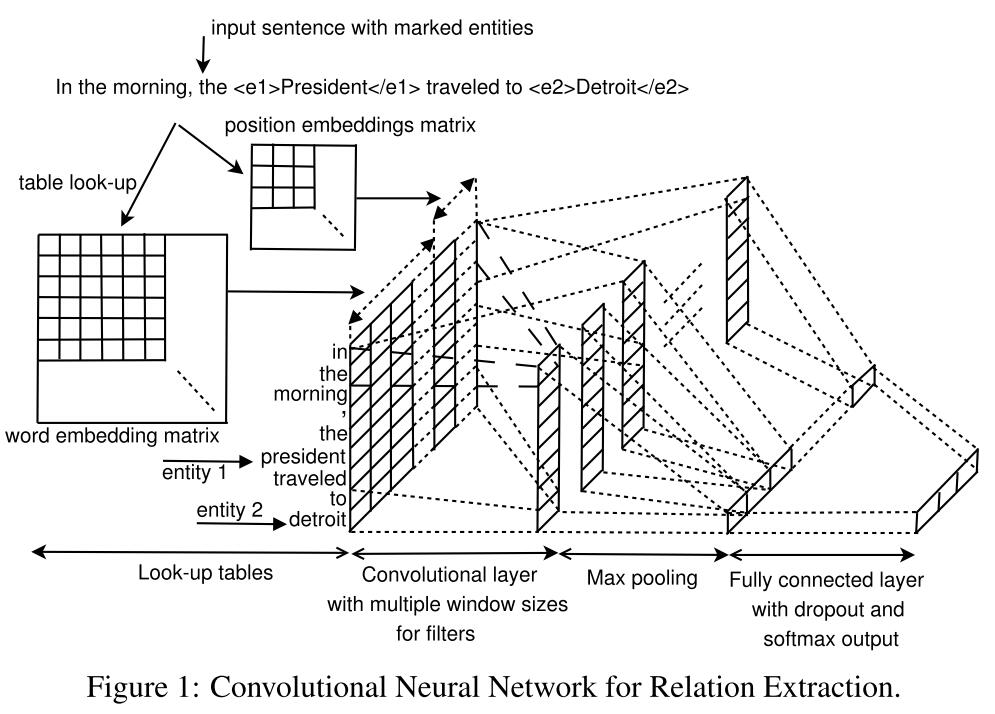 input sentence with marked entities
In the morning, the <e1>President</e1> traveled to <e2>Detroit</e2>
position embeddings matrix
table look-up
word embedding matrix
in
the
morning
,
the
president
traveled
to
detroit
entity 1
entity 2
Look-up tables
Convolutional layer
with multiple window sizes
for filters
Max pooling
Fully connected layer
with dropout and
softmax output
Figure 1: Convolutional Neural Network for Relation Extraction.